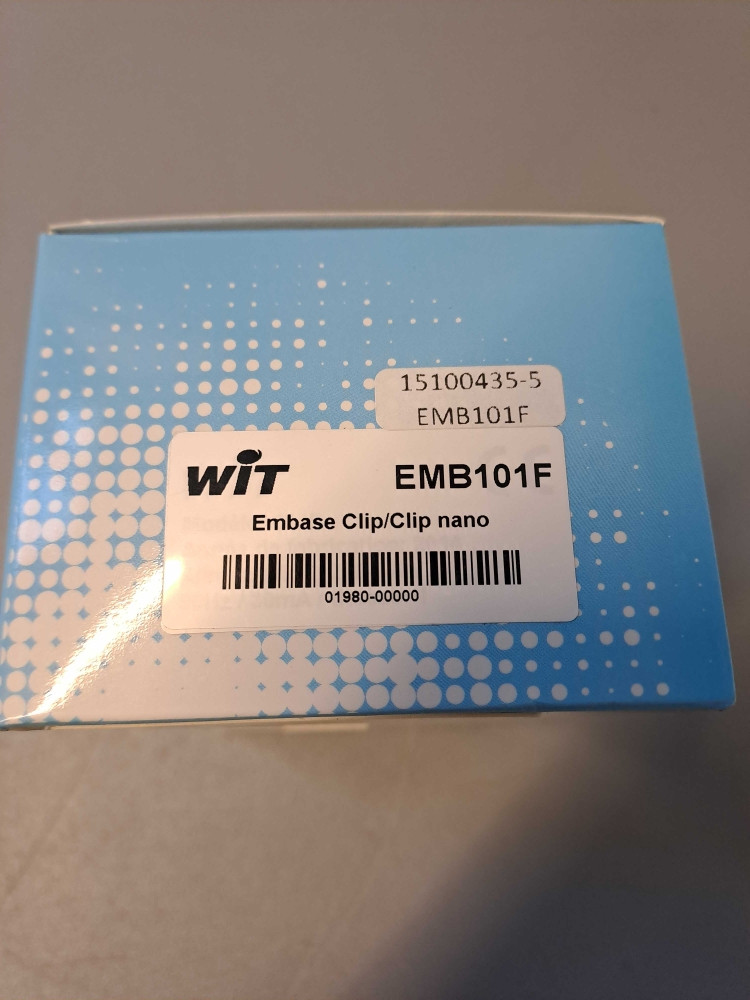 15100435-5
EMB101F
WiT
EMB101F
Embase Clip/Clip nano
01980-00000